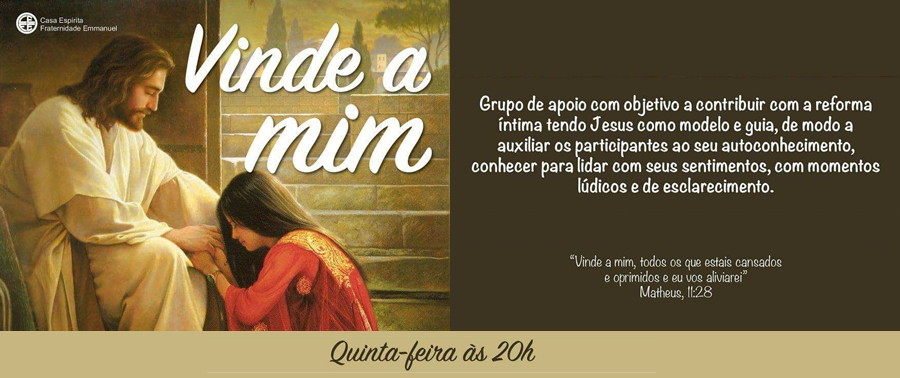 Casa Espírita
Fraternidade Emmanuel
Vinde a
mim
Grupo de apoio com objetivo a contribuir com a reforma
íntima tendo Jesus como modelo e guia, de modo a
auxiliar os participantes ao seu autoconhecimento,
conhecer para lidar com seus sentimentos, com momentos
lúdicos e de esclarecimento.
“Vinde a mim, todos os que estais cansados
e oprimidos e eu vos aliviarei”
Matheus, 11:28
Quinta-feira às 20h